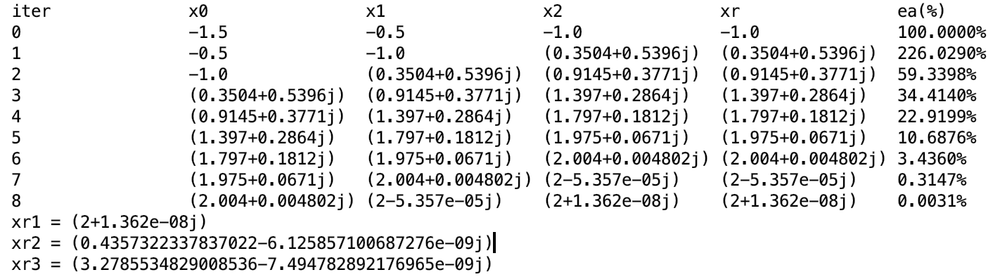 iter x0 x1 x2 xr ea(%)
0 -1.5 -0.5 -1.0 -1.0 100.0000%
1 -0.5 -1.0 (0.3504+0.5396j) (0.3504+0.5396j) 226.0290%
2 -1.0 (0.3504+0.5396j) (0.9145+0.3771j) (0.9145+0.3771j) 59.3398%
3 (0.3504+0.5396j) (0.9145+0.3771j) (1.397+0.2864j) (1.397+0.2864j) 34.4140%
4 (0.9145+0.3771j) (1.397+0.2864j) (1.797+0.1812j) (1.797+0.1812j) 22.9199%
5 (1.397+0.2864j) (1.797+0.1812j) (1.975+0.0671j) (1.975+0.0671j) 10.6876%
6 (1.797+0.1812j) (1.975+0.0671j) (2.004+0.004802j) (2.004+0.004802j) 3.4360%
7 (1.975+0.0671j) (2.004+0.004802j) (2-5.357e-05j) (2-5.357e-05j) 0.3147%
8 (2.004+0.004802j) (2-5.357e-05j) (2+1.362e-08j) (2+1.362e-08j) 0.0031%
xr1 = (2+1.362e-08j)
xr2 = (0.4357322337837022-6.125857100687276e-09j)
xr3 = (3.2785534829008536-7.494782892176965e-09j)